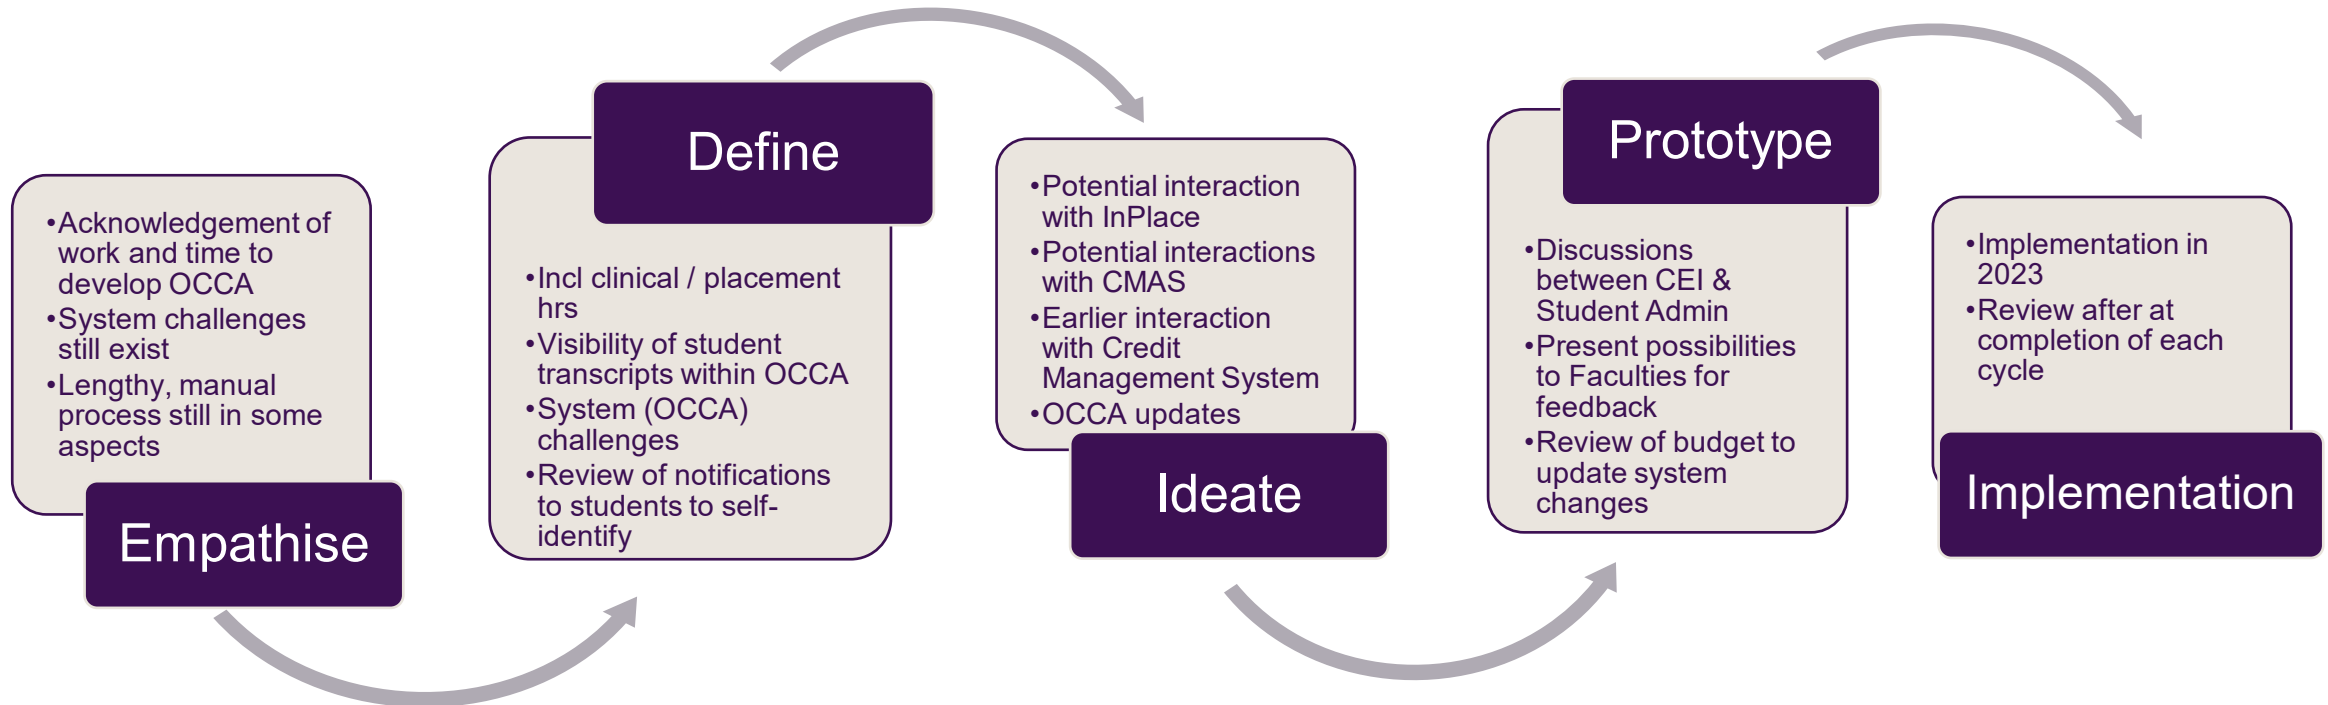 •Acknowledgement of
work and time to
develop OCCA
•System challenges
still exist
•Lengthy, manual
process still in some
aspects
Empathise
Define
•Incl clinical / placement
hrs
•Visibility of student
transcripts within OCCA
•System (OCCA)
challenges
•Review of notifications
to students to self-
identify
•Potential interaction
with InPlace
•Potential interactions
with CMAS
•Earlier interaction
with Credit
Management System
•OCCA updates
Ideate
Prototype
•Discussions
between CEI &
Student Admin
•Present possibilities
to Faculties for
feedback
•Review of budget to
update system
changes
•Implementation in
2023
•Review after at
completion of each
cycle
Implementation